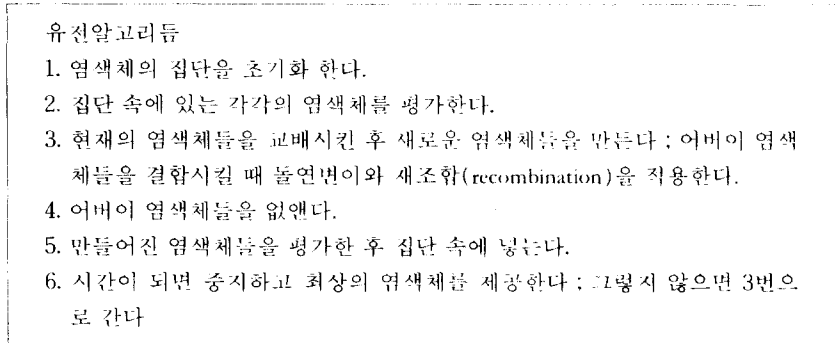 유전알고리듬
1. 염색체의 집단을 초기화 한다.
2. 집단 속에 있는 각각의 염색체를 평가한다.
3. 현재의 염색체들을 교배시킨 후 새로운 염색체들을 만든다 ; 어버이 염색
체들을 결합시킬 때 돌연변이와 재조합(recombination)을 적용한다.
4. 어버이 염색체들을 없앤다.
5. 만들어진 염색체들을 평가한 후 집단 속에 넣는다.
6. 시간이 되면 중지하고 최상의 염색체를 제공한다 ; 그렇지 않으면 3번으
로 간다